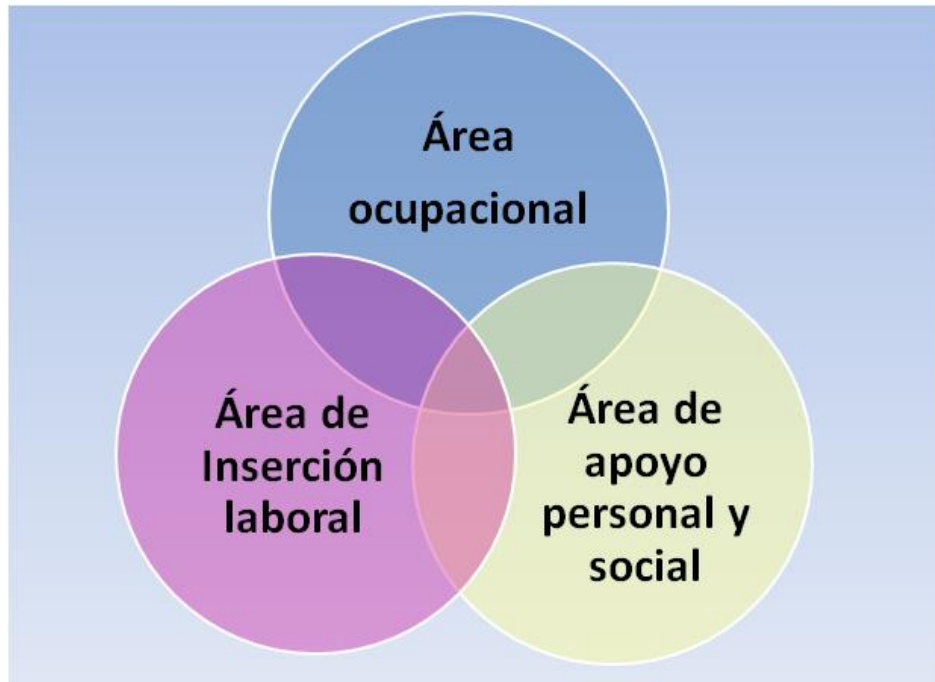 Área
ocupacional
Área de
Inserción
laboral
Área de
apoyo
personal y
social